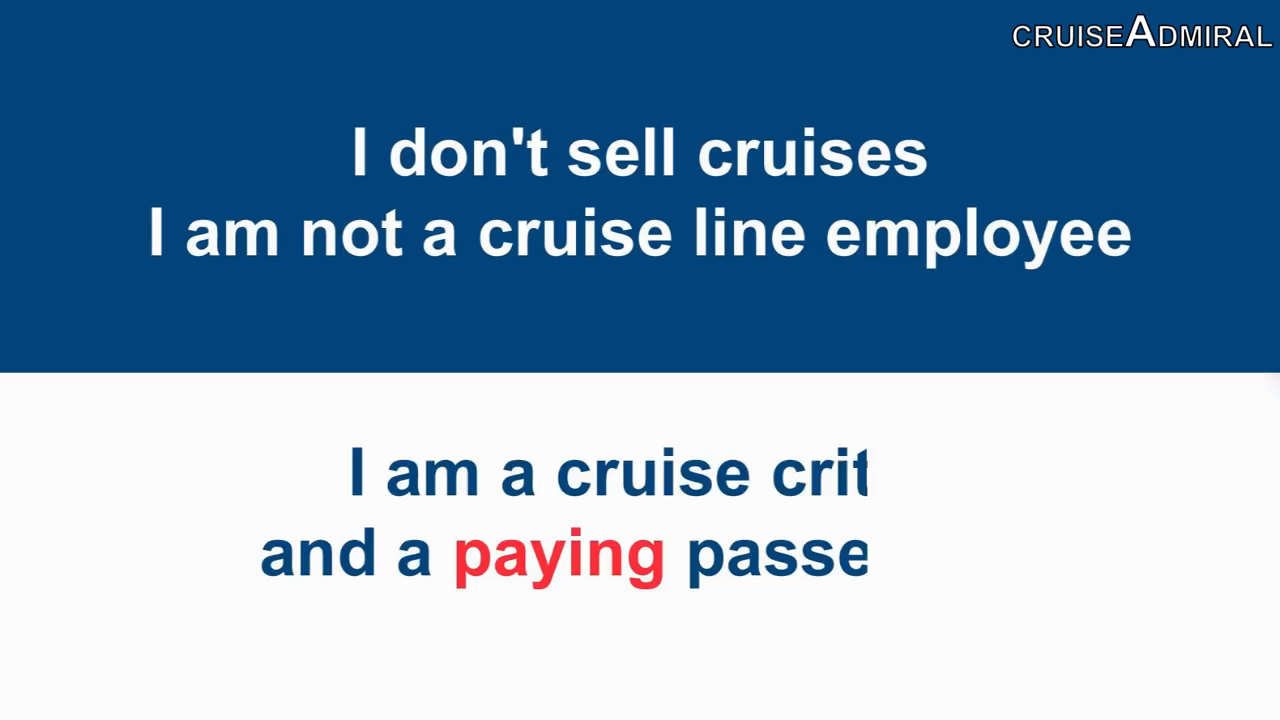 CRUISEADMIRAL
I don't sell cruises
I am not a cruise line employee
I am a cruise crit
and a paying passe